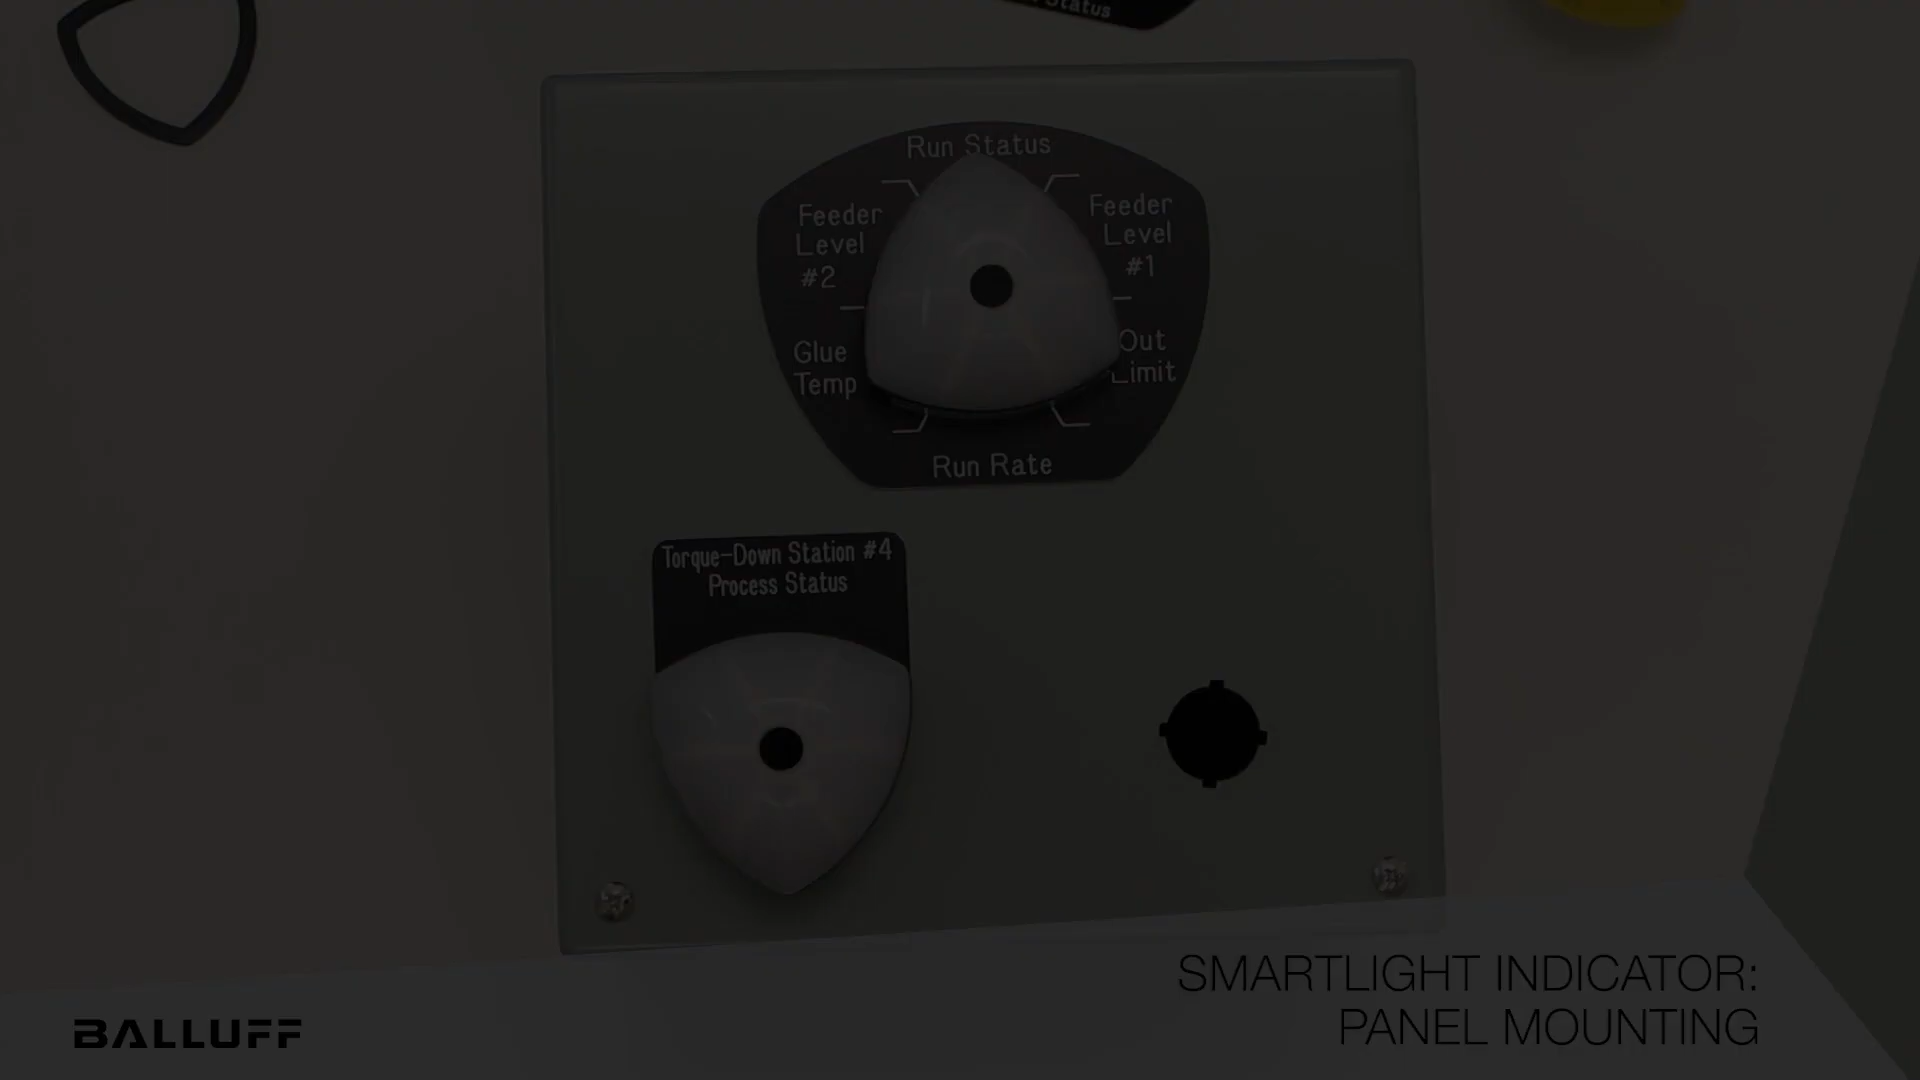 Status
Run Status
Feeder
Level
#2
Feeder
Level
#1
Glue
Temp
Out
Limit
Run Rate
Torque-Down Station #4
Process Status
SMARTLIGHT INDICATOR:
PANEL MOUNTING
BALLUFF